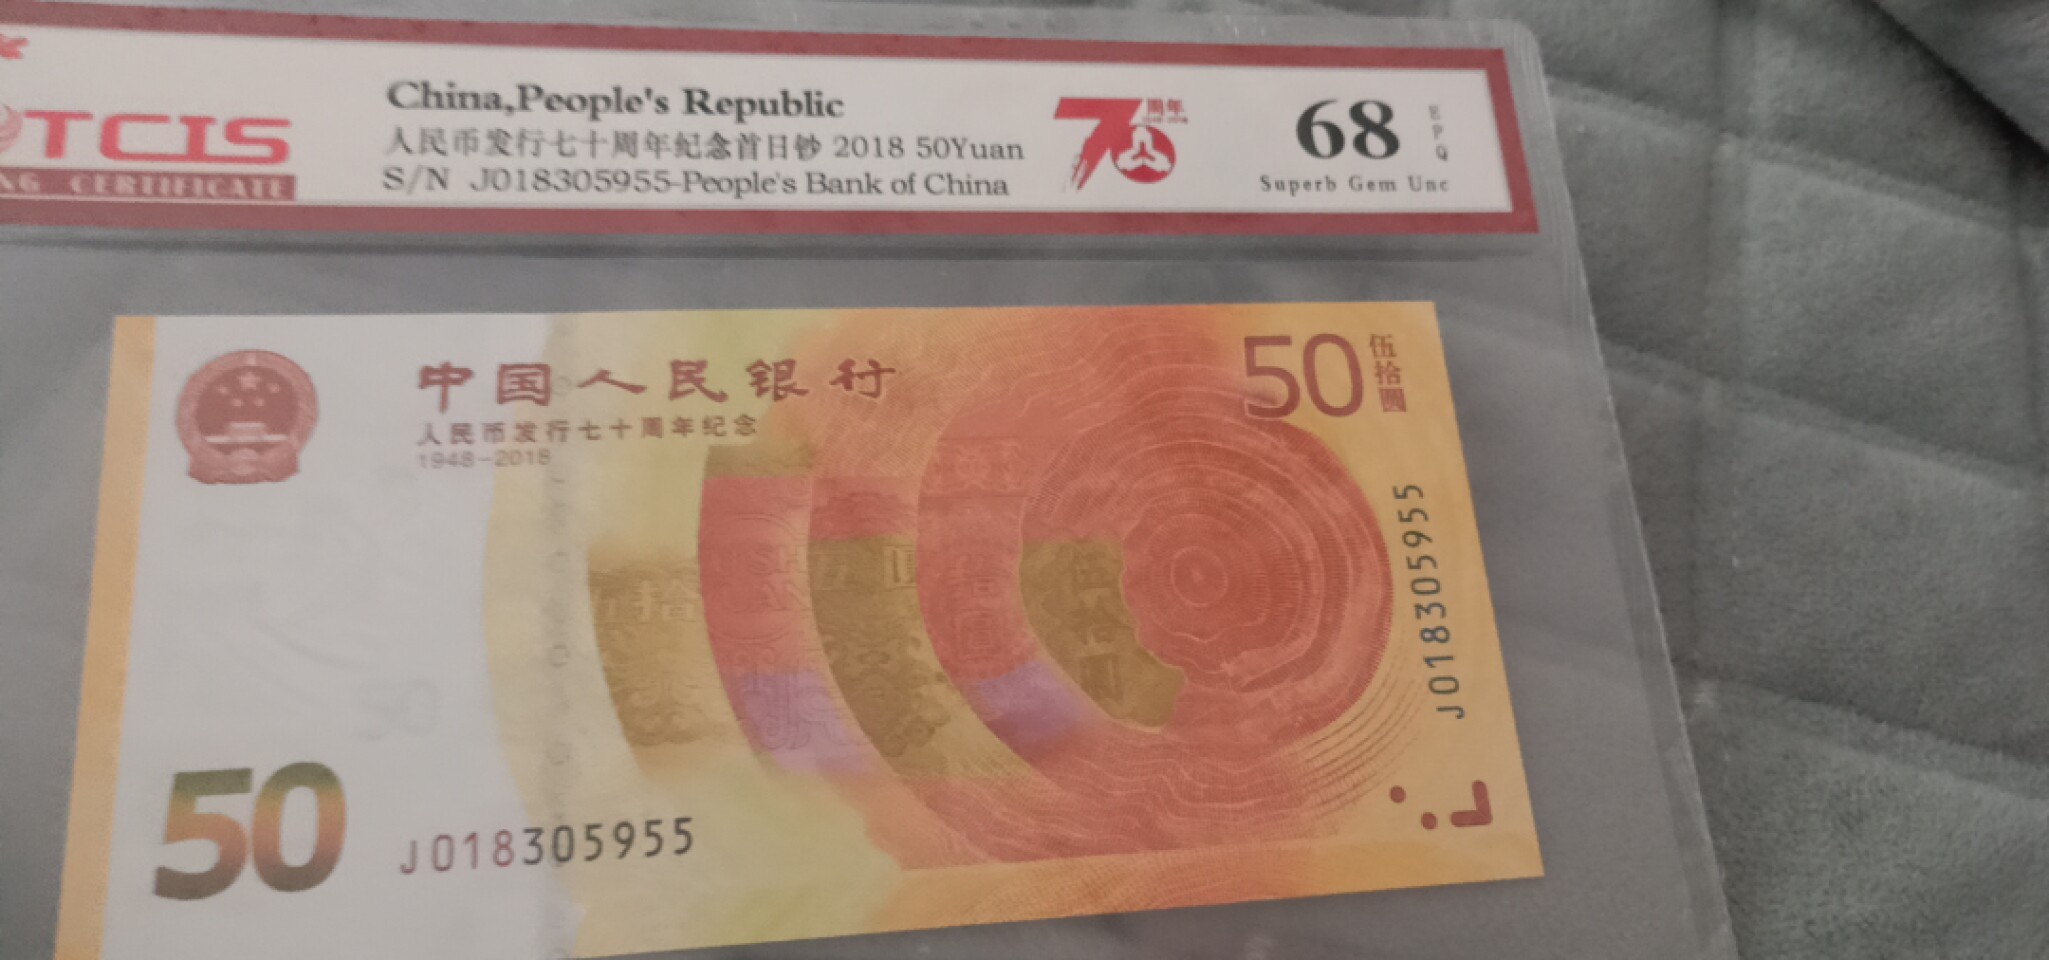 TCIS
NG CERTIFICATE
China,People's Republic
人民币发行七十周年纪念首日钞 2018 50Yuan
S/N J018305955-People's Bank of China
70
周年
68
EPQ
Superb Gem Unc
中国人民银行
人民币发行七十周年纪念
1948-2018
50
伍拾圆
J018305955
50
J018305955